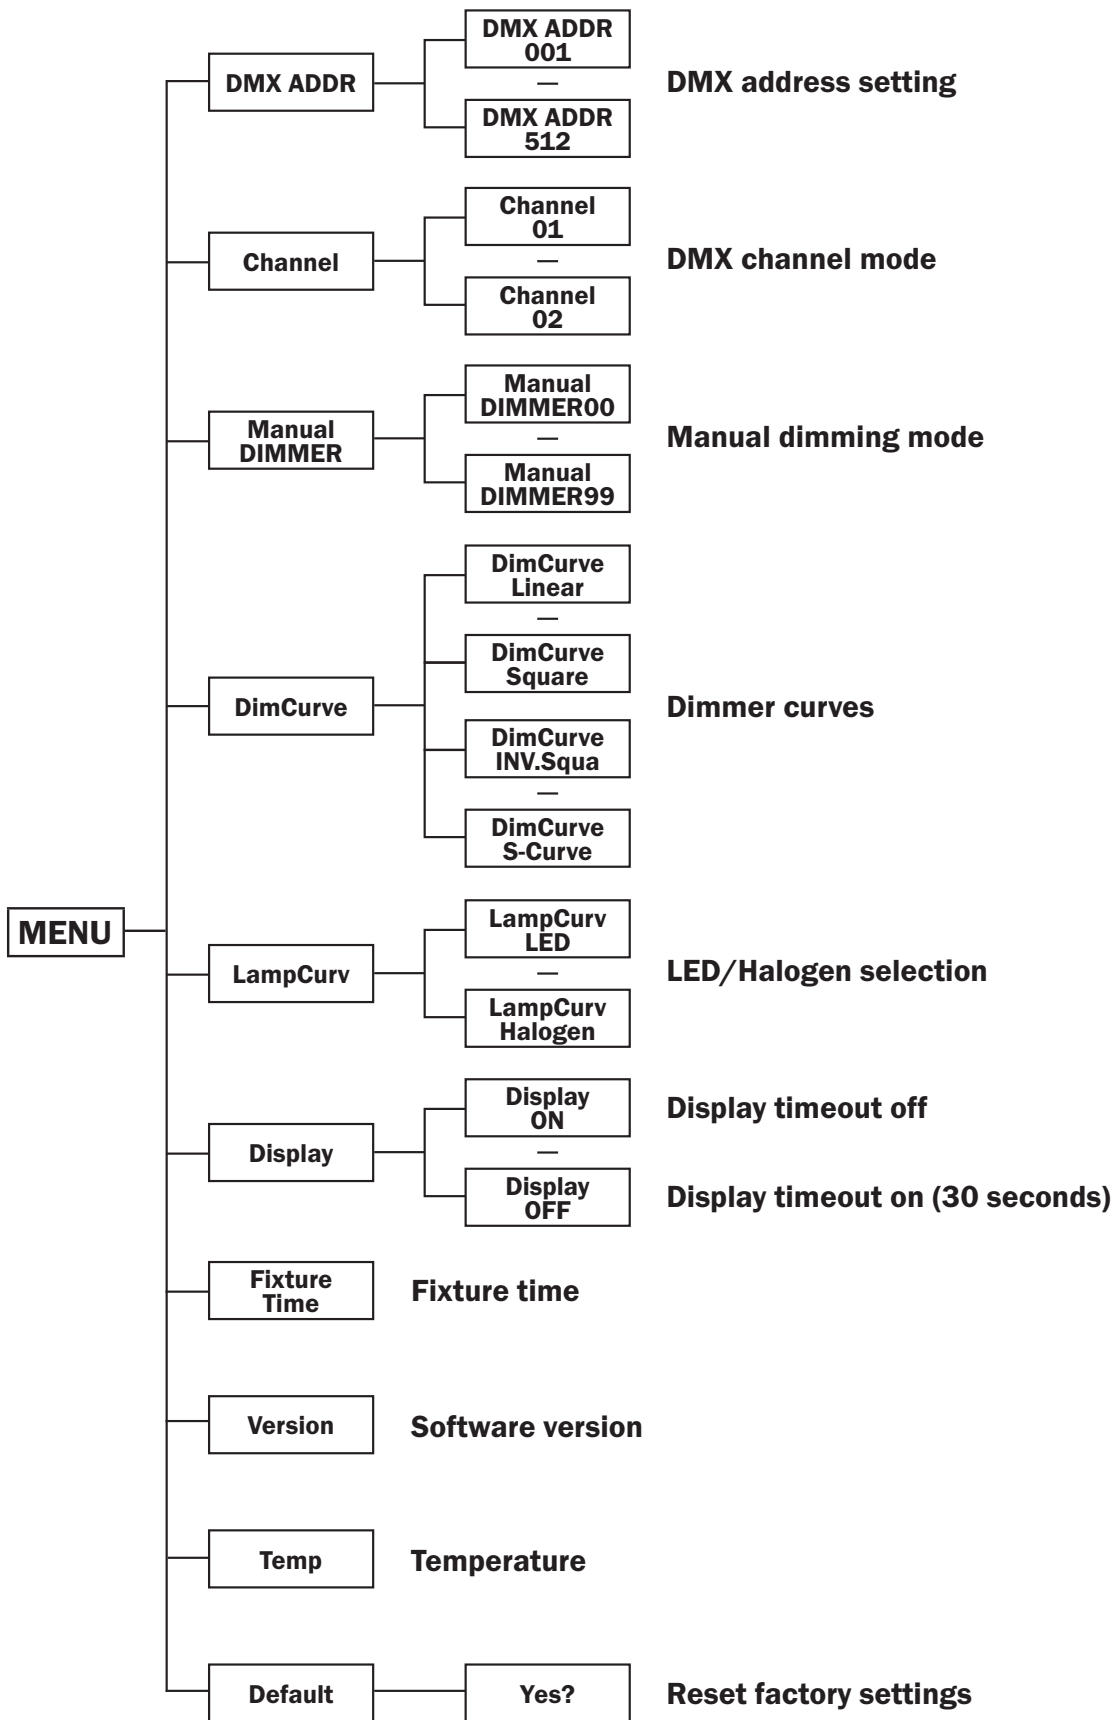 MENU
DMX ADDR
DMX ADDR
001
—
DMX ADDR
512
DMX address setting
Channel
Channel
01
—
Channel
02
DMX channel mode
Manual
DIMMER
Manual
DIMMER00
—
Manual
DIMMER99
Manual dimming mode
DimCurve
DimCurve
Linear
—
DimCurve
Square
DimCurve
INV.Squa
—
DimCurve
S-Curve
Dimmer curves
LampCurv
LampCurv
LED
—
LampCurv
Halogen
LED/Halogen selection
Display
Display
ON
Display timeout off
—
Display
OFF
Display timeout on (30 seconds)
Fixture
Time
Fixture time
Version
Software version
Temp
Temperature
Default
Yes?
Reset factory settings